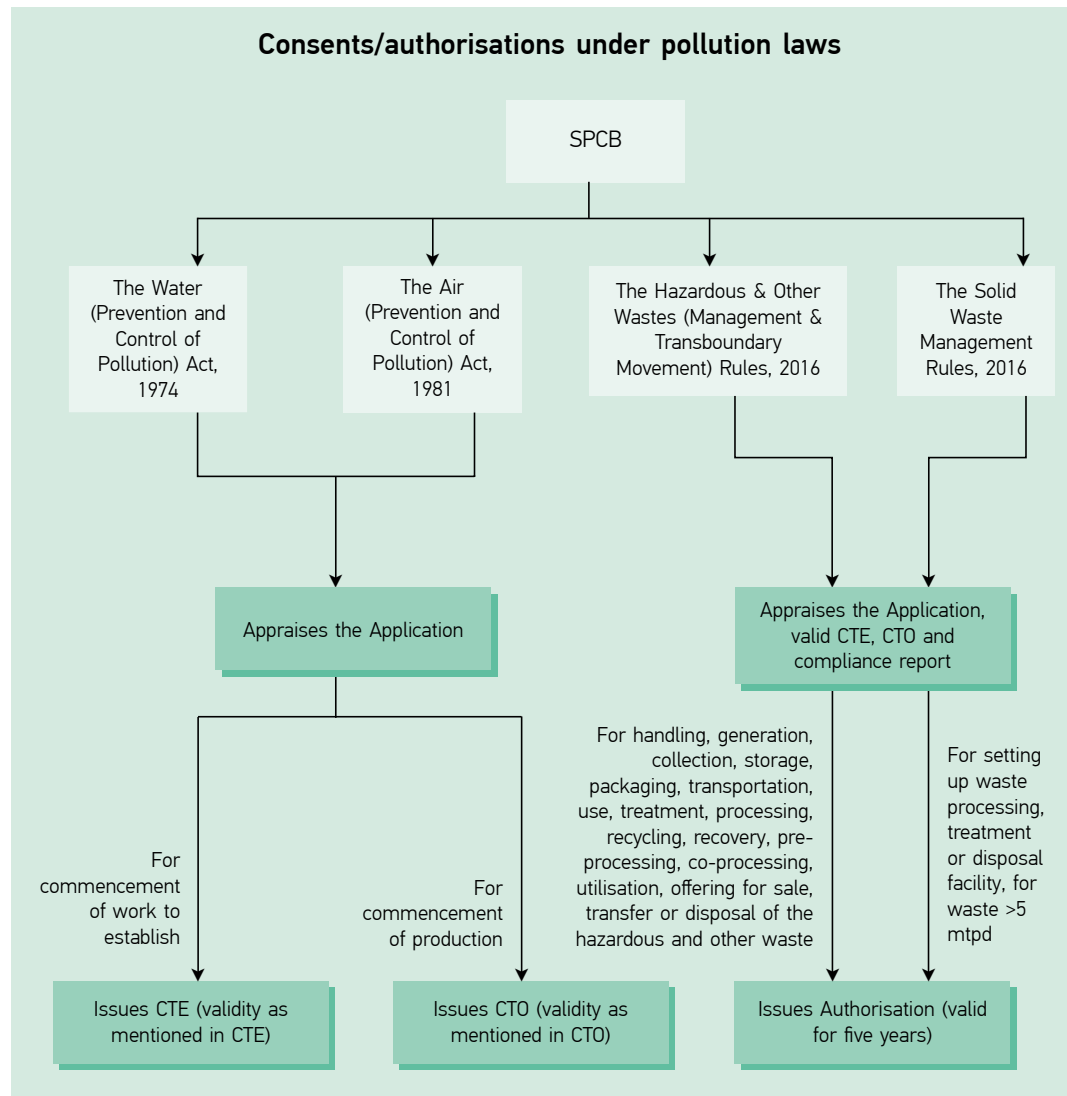 Consents/authorisations under pollution laws
SPCB
The Water
(Prevention and
Control of
Pollution) Act,
1974
The Air
(Prevention and
Control of
Pollution) Act,
1981
The Hazardous & Other
Wastes (Management &
Transboundary
Movement) Rules, 2016
The Solid
Waste
Management
Rules, 2016
Appraises the Application
Appraises the Application,
valid CTE, CTO and
compliance report
For
commencement
of work to
establish
For
commencement
of production
For handling, generation,
collection, storage,
packaging, transportation,
use, treatment, processing,
recycling, recovery, pre-
processing, co-processing,
utilisation, offering for sale,
transfer or disposal of the
hazardous and other waste
For setting
up waste
processing,
treatment
or disposal
facility, for
waste >5
mtpd
Issues CTE (validity as
mentioned in CTE)
Issues CTO (validity as
mentioned in CTO)
Issues Authorisation (valid
for five years)